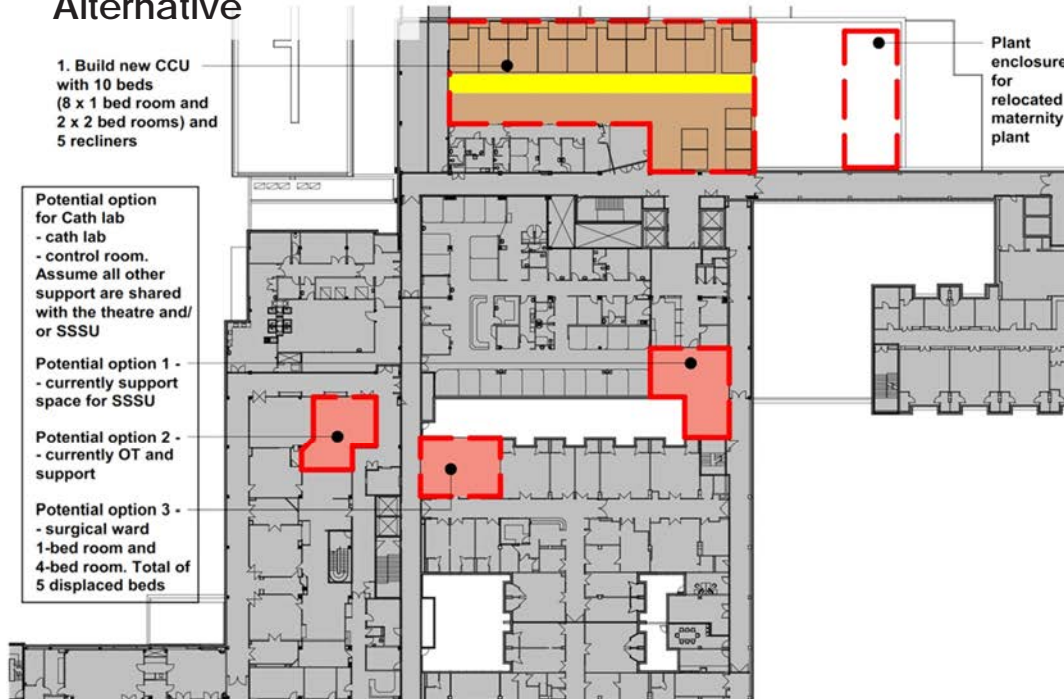 Alternative
1. Build new CCU
with 10 beds
(8 x 1 bed room and
2 x 2 bed rooms) and
5 recliners
Plant
enclosure
for
relocated
maternity
plant
Potential option
for Cath lab
- cath lab
- control room.
Assume all other
support are shared
with the theatre and/
or SSSU
Potential option 1 -
- currently support
space for SSSU
Potential option 2 -
- currently OT and
support
Potential option 3 -
- surgical ward
1-bed room and
4-bed room. Total of
5 displaced beds